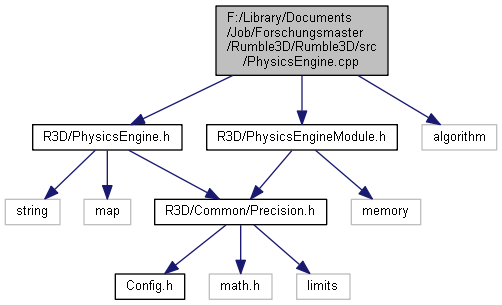 F:/Library/Documents
/Job/Forschungsmaster
/Rumble3D/Rumble3D/src
/PhysicsEngine.cpp
R3D/PhysicsEngine.h
R3D/PhysicsEngineModule.h
algorithm
string
map
R3D/Common/Precision.h
memory
Config.h
math.h
limits